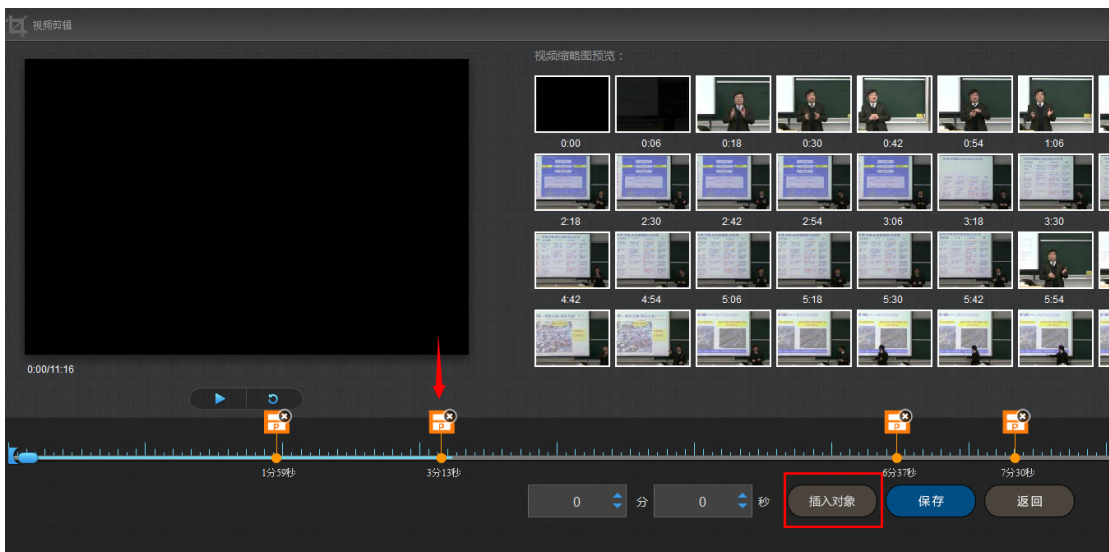 视频剪辑
视频缩略图预览：
0:00 0:06 0:18 0:30 0:42 0:54 1:06
2:18 2:30 2:42 2:54 3:06 3:18 3:30
4:42 4:54 5:06 5:18 5:30 5:42 5:54
0:00/11:16
P P P P
1分59秒 3分13秒 6分37秒 7分30秒
0 分 0 秒 插入对象 保存 返回